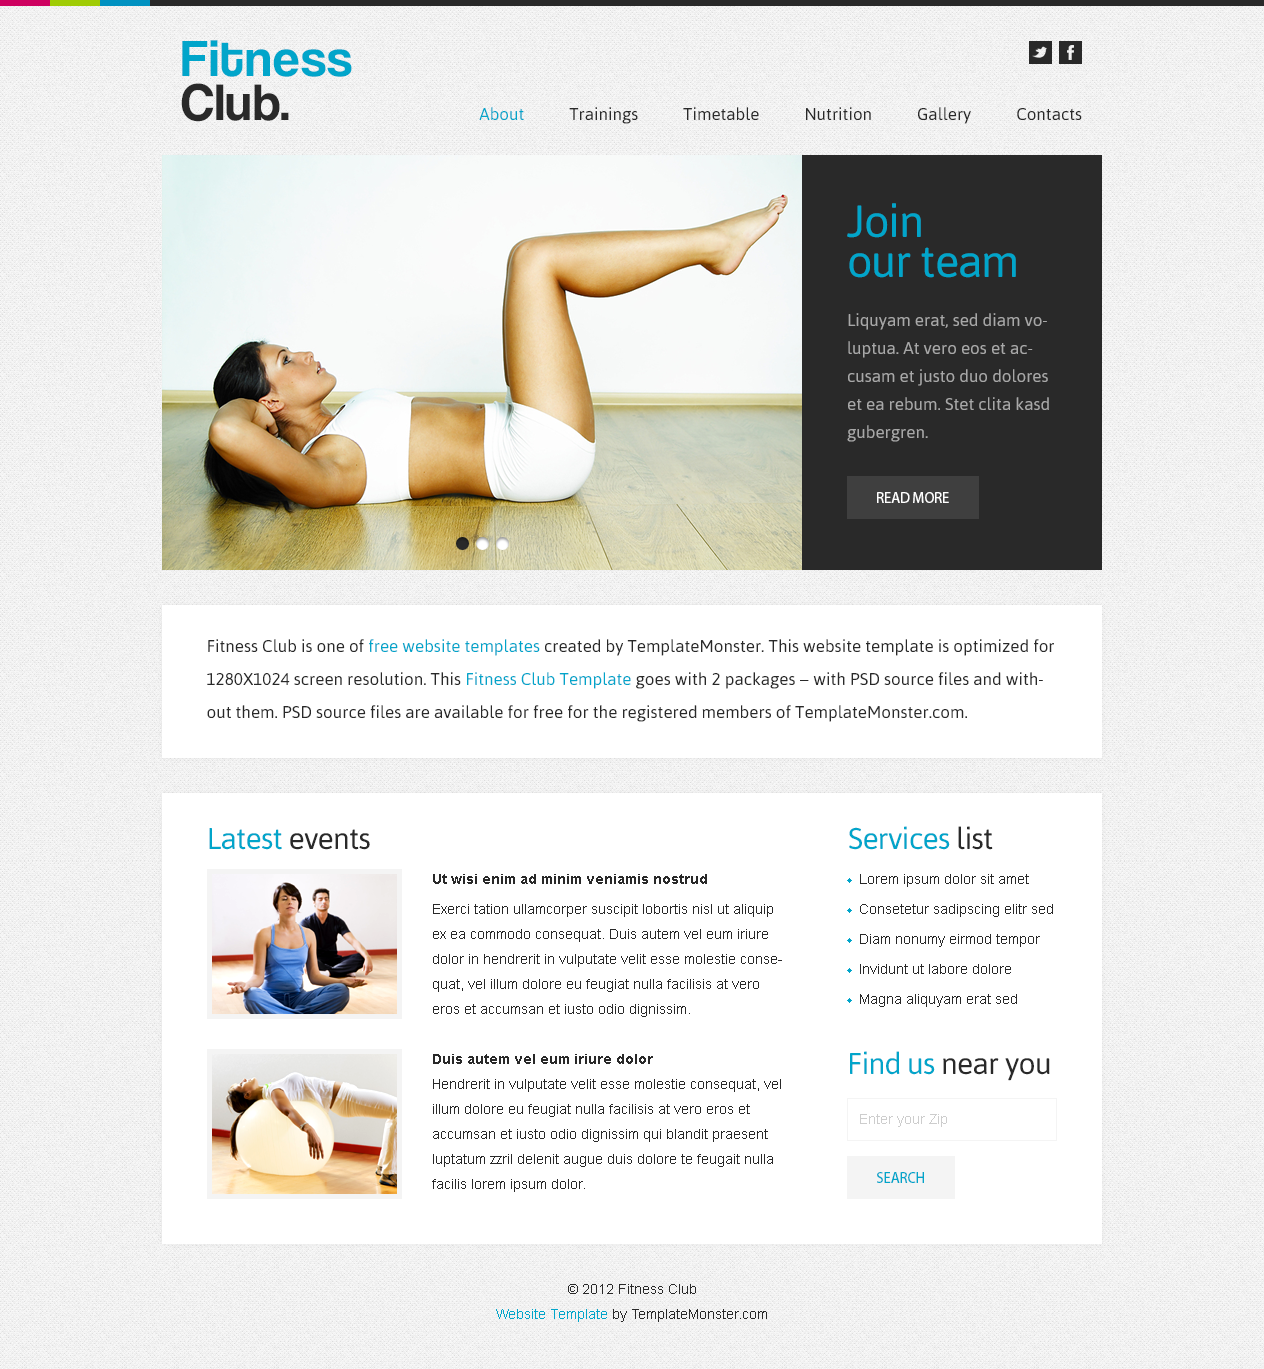 Fitness
Club.
About Trainings Timetable Nutrition Gallery Contacts
Join
our team
Liquyam erat, sed diam vo-
luptua. At vero eos et ac-
cusam et justo duo dolores
et ea rebum. Stet clita kasd
gubergren.
READ MORE
Fitness Club is one of free website templates created by TemplateMonster. This website template is optimized for
1280X1024 screen resolution. This Fitness Club Template goes with 2 packages – with PSD source files and with-
out them. PSD source files are available for free for the registered members of TemplateMonster.com.
Latest events
Ut wisi enim ad minim veniamis nostrud
Exerci tation ullamcorper suscipit lobortis nisl ut aliquip
ex ea commodo consequat. Duis autem vel eum iriure
dolor in hendrerit in vulputate velit esse molestie conse-
quat, vel illum dolore eu feugiat nulla facilisis at vero
eros et accumsan et iusto odio dignissim.
Duis autem vel eum iriure dolor
Hendrerit in vulputate velit esse molestie consequat, vel
illum dolore eu feugiat nulla facilisis at vero eros et
accumsan et iusto odio dignissim qui blandit praesent
luptatum zzril delenit augue duis dolore te feugait nulla
facilis lorem ipsum dolor.
Services list
Lorem ipsum dolor sit amet
Consetetur sadipscing elitr sed
Diam nonumy eirmod tempor
Invidunt ut labore dolore
Magna aliquyam erat sed
Find us near you
Enter your Zip
SEARCH
© 2012 Fitness Club
Website Template by TemplateMonster.com